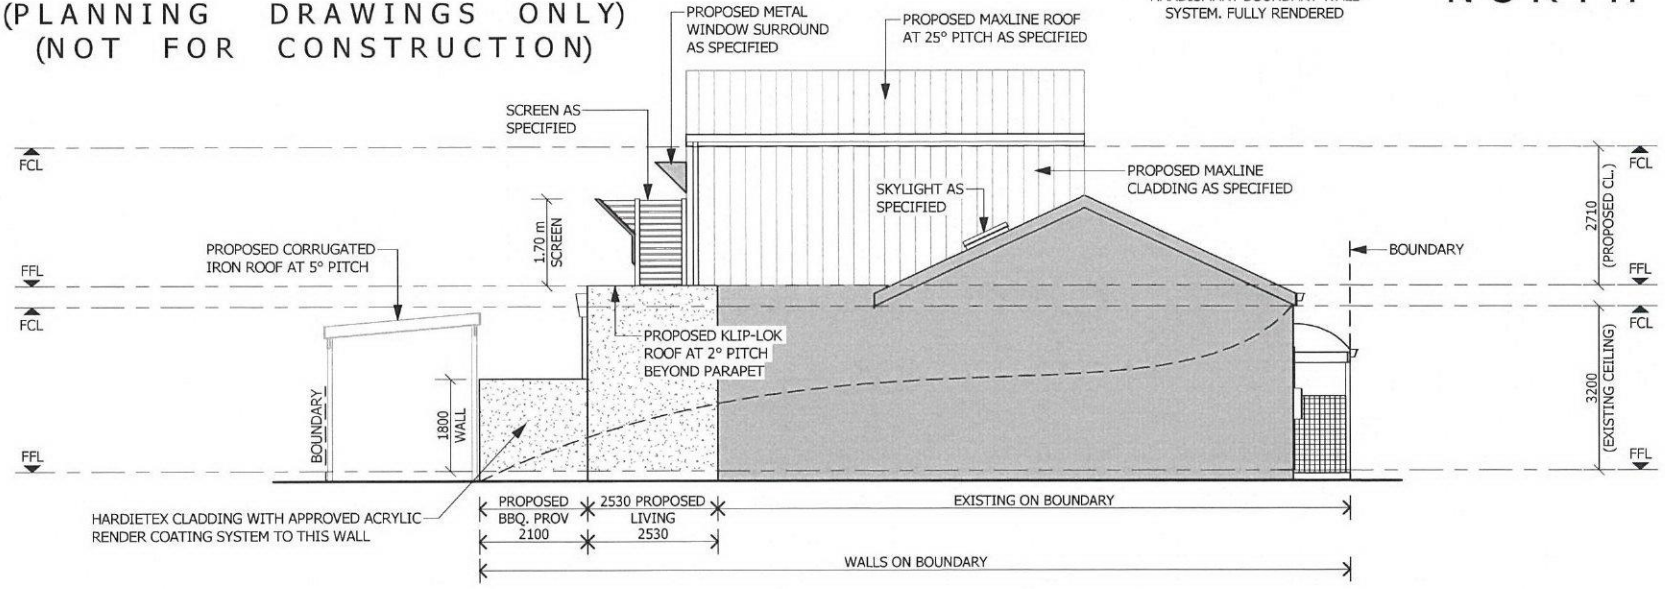 (PLANNING DRAWINGS ONLY)
(NOT FOR CONSTRUCTION)
PROPOSED METAL
WINDOW SURROUND
AS SPECIFIED
PROPOSED MAXLINE ROOF
AT 25° PITCH AS SPECIFIED
SYSTEM. FULLY RENDERED
SCREEN AS
SPECIFIED
FCL
FCL
PROPOSED MAXLINE
CLADDING AS SPECIFIED
SKYLIGHT AS
SPECIFIED
2710
(PROPOSED CL.)
1.70 m
SCREEN
PROPOSED CORRUGATED
IRON ROOF AT 5° PITCH
BOUNDARY
FFL
FFL
FCL
FCL
PROPOSED KLIP-LOK
ROOF AT 2° PITCH
BEYOND PARAPET
3200
(EXISTING CEILING)
BOUNDARY
1800
WALL
FFL
FFL
PROPOSED
BBQ. PROV
2100
2530 PROPOSED
LIVING
2530
EXISTING ON BOUNDARY
HARDIETEX CLADDING WITH APPROVED ACRYLIC
RENDER COATING SYSTEM TO THIS WALL
WALLS ON BOUNDARY